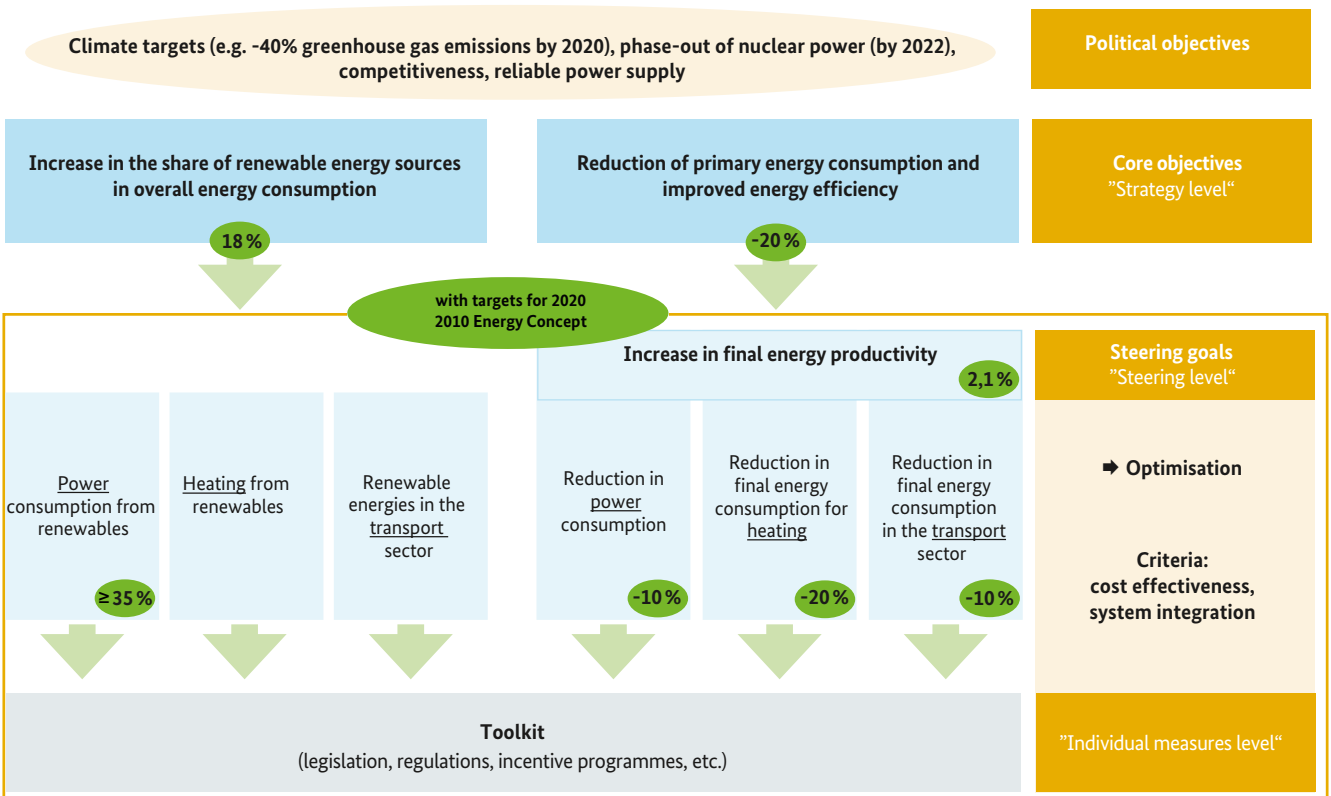 Climate targets (e.g. -40% greenhouse gas emissions by 2020), phase-out of nuclear power (by 2022),
competitiveness, reliable power supply
Political objectives
Increase in the share of renewable energy sources
in overall energy consumption
18 %
Reduction of primary energy consumption and
improved energy efficiency
-20 %
Core objectives
”Strategy level“
with targets for 2020
2010 Energy Concept
Increase in final energy productivity
2,1 %
Steering goals
”Steering level“
Power
consumption from
renewables
≥ 35 %
Heating from
renewables
Renewable
energies in the
transport
sector
Reduction in
power
consumption
-10 %
Reduction in
final energy
consumption for
heating
-20 %
Reduction in
final energy
consumption
in the transport
sector
-10 %
➡ Optimisation
Criteria:
cost effectiveness,
system integration
Toolkit
(legislation, regulations, incentive programmes, etc.)
”Individual measures level“